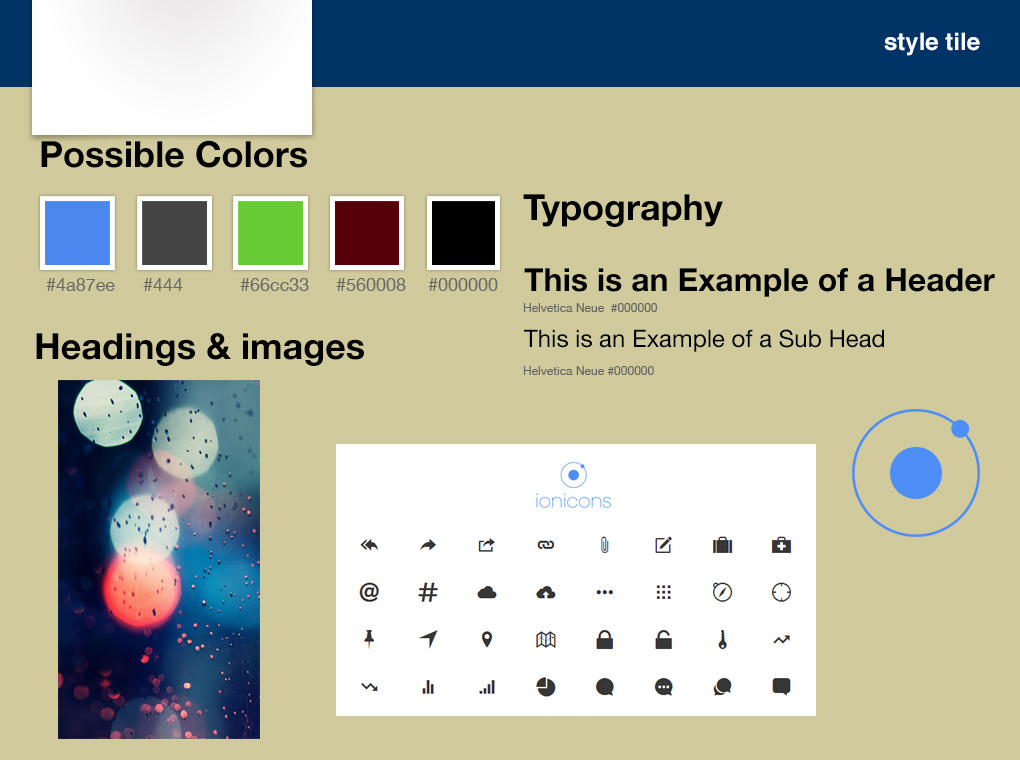 style tile
Possible Colors
#4a87ee
#444
#66cc33
#560008
#000000
Typography
This is an Example of a Header
Helvetica Neue #000000
This is an Example of a Sub Head
Helvetica Neue #000000
Headings & images
ionicons